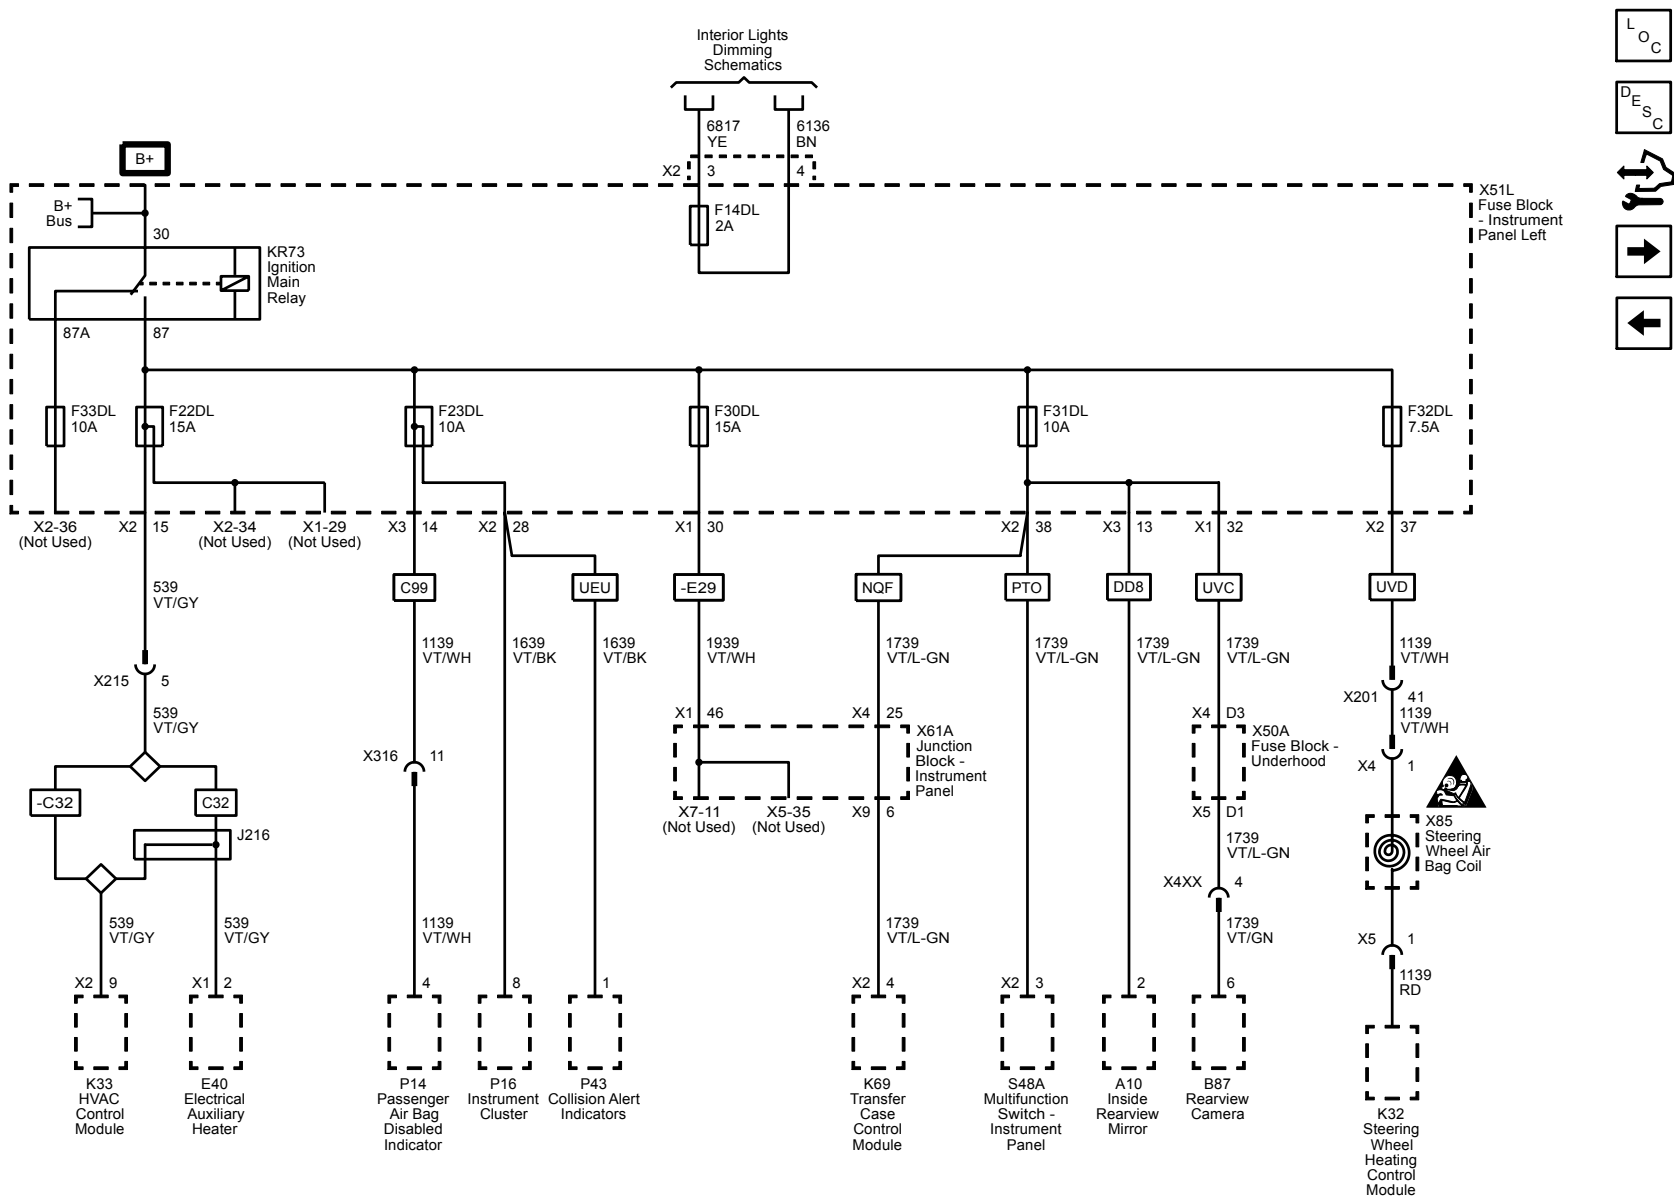 Interior Lights
Dimming
Schematics
L
O
C
D
E
S
C
6817
YE
6136
BN
B+
X2
3
4
B+
Bus
30
F14DL
2A
X51L
Fuse Block
- Instrument
Panel Left
KR73
Ignition
Main
Relay
87A
87
F33DL
10A
F22DL
15A
F23DL
10A
F30DL
15A
F31DL
10A
F32DL
7.5A
X2-36
(Not Used)
X2 15
X2-34
(Not Used)
X1-29
(Not Used)
X3 14
X2 28
X1 30
X2 38
X3 13
X1 32
X2 37
539
VT/GY
C99
UEU
-E29
NQF
PTO
DD8
UVC
UVD
1139
VT/WH
1639
VT/BK
1639
VT/BK
1939
VT/WH
1739
VT/L-GN
1739
VT/L-GN
1739
VT/L-GN
1739
VT/L-GN
1139
VT/WH
X215 5
539
VT/GY
X201 41
1139
VT/WH
X316 11
X1 46
X4 25
X61A
Junction
Block -
Instrument
Panel
X4 D3
X50A
Fuse Block -
Underhood
X4 1
-C32
C32
J216
X7-11
(Not Used)
X5-35
(Not Used)
X9 6
X5 D1
1739
VT/L-GN
X85
Steering
Wheel Air
Bag Coil
X4XX 4
539
VT/GY
539
VT/GY
1139
VT/WH
1739
VT/L-GN
1739
VT/GN
X5 1
1139
RD
X2 9
X1 2
4
8
1
X2 4
X2 3
2
6
K33
HVAC
Control
Module
E40
Electrical
Auxiliary
Heater
P14
Passenger
Air Bag
Disabled
Indicator
P16
Instrument
Cluster
P43
Collision Alert
Indicators
K69
Transfer
Case
Control
Module
S48A
Multifunction
Switch -
Instrument
Panel
A10
Inside
Rearview
Mirror
B87
Rearview
Camera
K32
Steering
Wheel
Heating
Control
Module